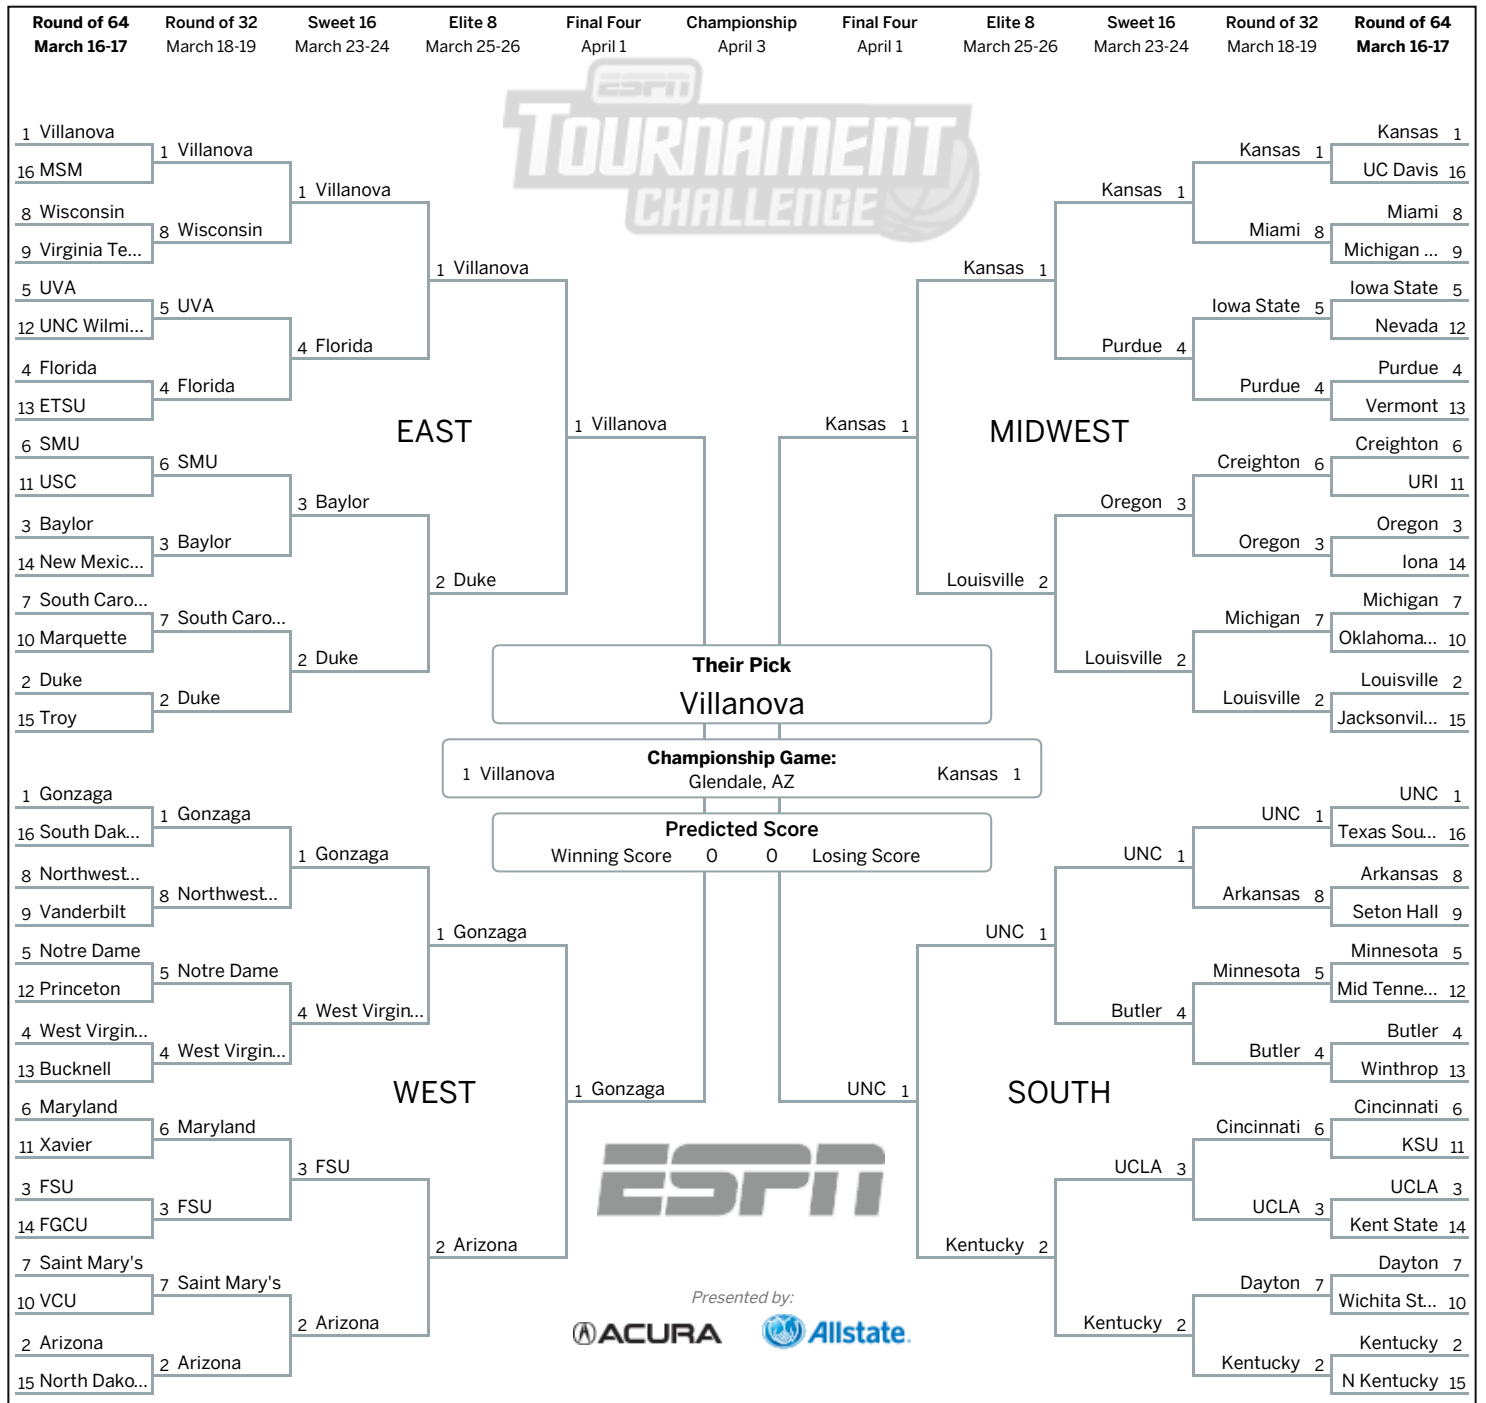 Round of 64 Round of 32 Sweet 16 Elite 8 Final Four Championship Final Four Elite 8 Sweet 16 Round of 32 Round of 64
March 16-17 March 18-19 March 23-24 March 25-26 April 1 April 3 April 1 March 25-26 March 23-24 March 18-19 March 16-17
ESPN
TOURNAMENT
CHALLENGE
1 Villanova
16 MSM
8 Wisconsin
9 Virginia Te...
5 UVA
12 UNC Wilmi...
4 Florida
13 ETSU
6 SMU
11 USC
3 Baylor
14 New Mexic...
7 South Caro...
10 Marquette
2 Duke
15 Troy
1 Villanova
8 Wisconsin
5 UVA
4 Florida
6 SMU
3 Baylor
7 South Caro...
2 Duke
1 Villanova
4 Florida
3 Baylor
2 Duke
1 Villanova
2 Duke
1 Villanova
EAST
Kansas 1
UC Davis 16
Miami 8
Michigan ... 9
Iowa State 5
Nevada 12
Purdue 4
Vermont 13
Creighton 6
URI 11
Oregon 3
Iona 14
Michigan 7
Oklahoma... 10
Louisville 2
Jacksonvil... 15
Kansas 1
Miami 8
Iowa State 5
Purdue 4
Creighton 6
Oregon 3
Michigan 7
Louisville 2
Kansas 1
Purdue 4
Oregon 3
Louisville 2
Kansas 1
Louisville 2
Kansas 1
MIDWEST
Their Pick
Villanova
Championship Game:
1 Villanova Glendale, AZ Kansas 1
Predicted Score
Winning Score 0 0 Losing Score
1 Gonzaga
16 South Dak...
8 Northwest...
9 Vanderbilt
5 Notre Dame
12 Princeton
4 West Virgin...
13 Bucknell
6 Maryland
11 Xavier
3 FSU
14 FGCU
7 Saint Mary's
10 VCU
2 Arizona
15 North Dako...
1 Gonzaga
8 Northwest...
5 Notre Dame
4 West Virgin...
6 Maryland
3 FSU
7 Saint Mary's
2 Arizona
1 Gonzaga
4 West Virgin...
3 FSU
2 Arizona
1 Gonzaga
2 Arizona
1 Gonzaga
WEST
UNC 1
Texas Sou... 16
Arkansas 8
Seton Hall 9
Minnesota 5
Mid Tenne... 12
Butler 4
Winthrop 13
Cincinnati 6
KSU 11
UCLA 3
Kent State 14
Dayton 7
Wichita St... 10
Kentucky 2
N Kentucky 15
UNC 1
Arkansas 8
Minnesota 5
Butler 4
Cincinnati 6
UCLA 3
Dayton 7
Kentucky 2
UNC 1
Butler 4
UCLA 3
Kentucky 2
UNC 1
Kentucky 2
UNC 1
SOUTH
ESPN
Presented by:
ACURA Allstate.